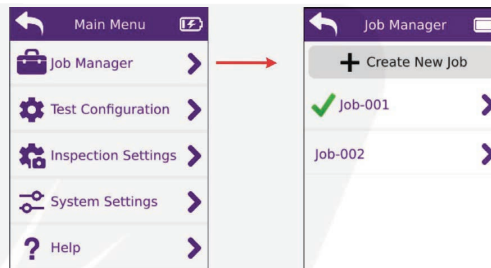 Main Menu
Job Manager
Test Configuration
Inspection Settings
System Settings
Help
Job Manager
Create New Job
Job-001
Job-002